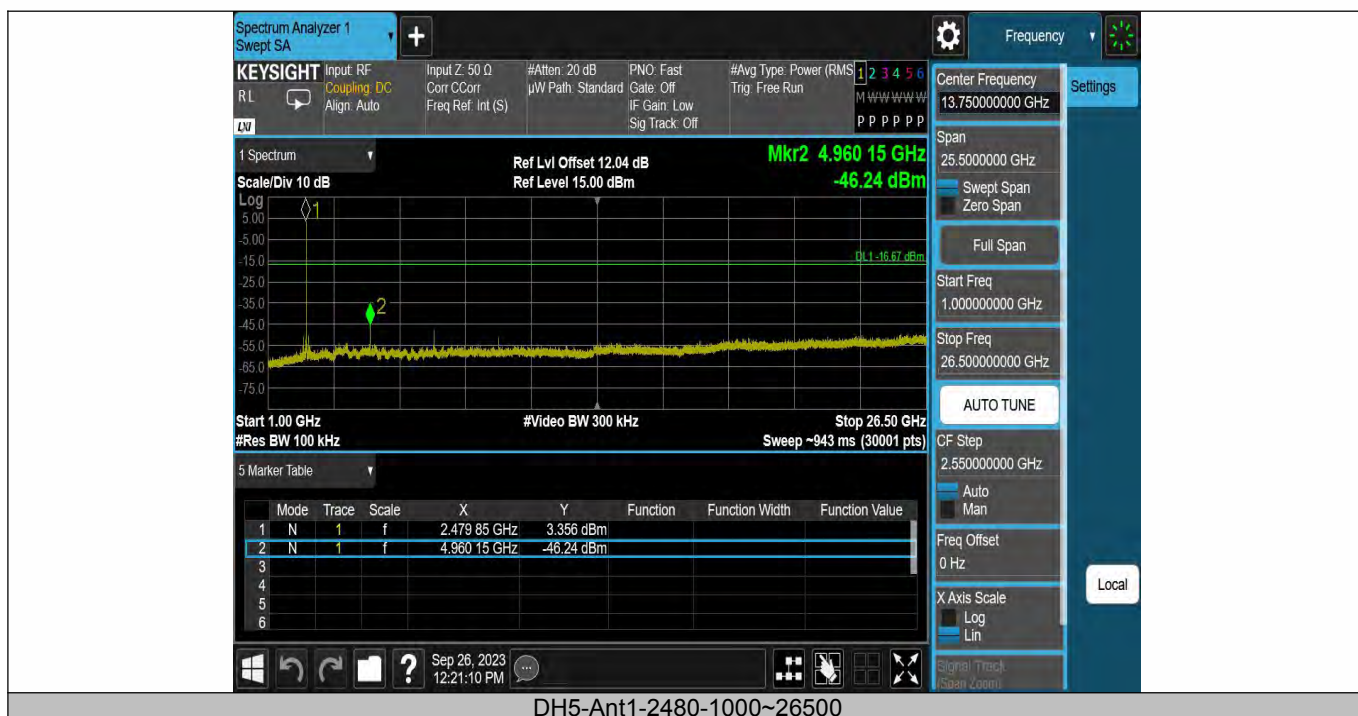 Spectrum Analyzer 1
Swept SA
+
Frequency
KEYSIGHT
R L
LXI
Input: RF
Coupling: DC
Align: Auto
Input Z: 50 Ω
Corr CCorr
Freq Ref: Int (S)
#Atten: 20 dB
µW Path: Standard
PNO: Fast
Gate: Off
IF Gain: Low
Sig Track: Off
#Avg Type: Power (RMS
Trig: Free Run
1 2 3 4 5 6
M W W W W W
P P P P P P
1 Spectrum
Scale/Div 10 dB
Ref Lvl Offset 12.04 dB
Ref Level 15.00 dBm
Mkr2 4.960 15 GHz
-46.24 dBm
Log
5.00
-5.00
-15.0
-25.0
-35.0
-45.0
-55.0
-65.0
-75.0
1
2
DL1 -16.67 dBm
Start 1.00 GHz
#Video BW 300 kHz
Stop 26.50 GHz
#Res BW 100 kHz
Sweep ~943 ms (30001 pts)
5 Marker Table
Mode Trace Scale X Y Function Function Width Function Value
1 N 1 f 2.479 85 GHz 3.356 dBm
2 N 1 f 4.960 15 GHz -46.24 dBm
3
4
5
6
Center Frequency
13.750000000 GHz
Settings
Span
25.5000000 GHz
Swept Span
Zero Span
Full Span
Start Freq
1.000000000 GHz
Stop Freq
26.500000000 GHz
AUTO TUNE
CF Step
2.550000000 GHz
Auto
Man
Freq Offset
0 Hz
Local
X Axis Scale
Log
Lin
Signal Track
(Span Zoom)
?
Sep 26, 2023
12:21:10 PM
DH5-Ant1-2480-1000~26500